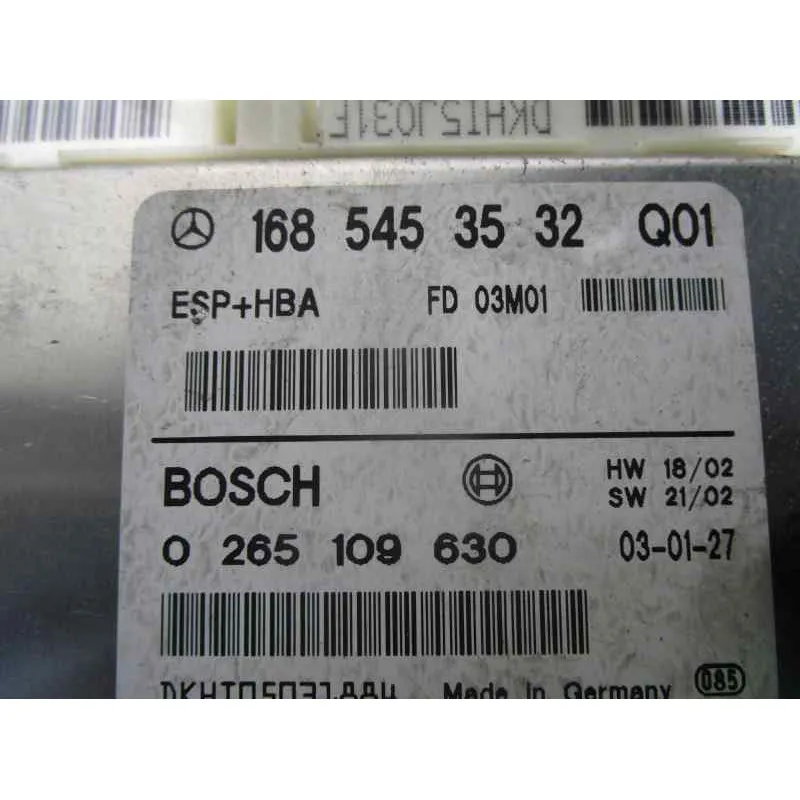 DKHT5J031F
168 545 35 32 Q01
ESP+HBA FD 03M01
BOSCH HW 18/02
SW 21/02
0 265 109 630 03-01-27
Made in Germany 085